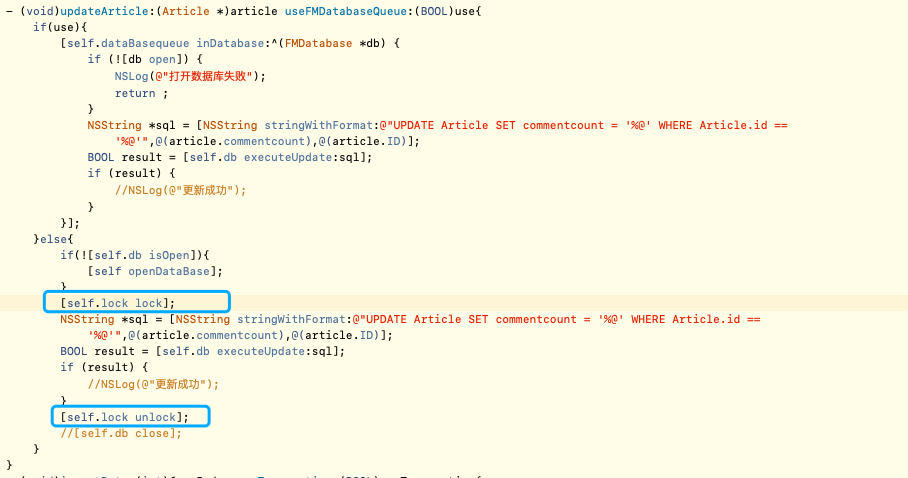 - (void)updateArticle:(Article *)article useFMDatabaseQueue:(BOOL)use{
if(use){
[self.dataBasequeue inDatabase:^(FMDatabase *db) {
if (![db open]) {
NSLog(@"打开数据库失败");
return ;
}
NSString *sql = [NSString stringWithFormat:@"UPDATE Article SET commentcount = '%@' WHERE Article.id ==
'%@'",@(article.commentcount),@(article.ID)];
BOOL result = [self.db executeUpdate:sql];
if (result) {
//NSLog(@"更新成功");
}
}];
}else{
if(![self.db isOpen]){
[self openDataBase];
}
[self.lock lock];
NSString *sql = [NSString stringWithFormat:@"UPDATE Article SET commentcount = '%@' WHERE Article.id ==
'%@'",@(article.commentcount),@(article.ID)];
BOOL result = [self.db executeUpdate:sql];
if (result) {
//NSLog(@"更新成功");
}
[self.lock unlock];
//[self.db close];
}
}